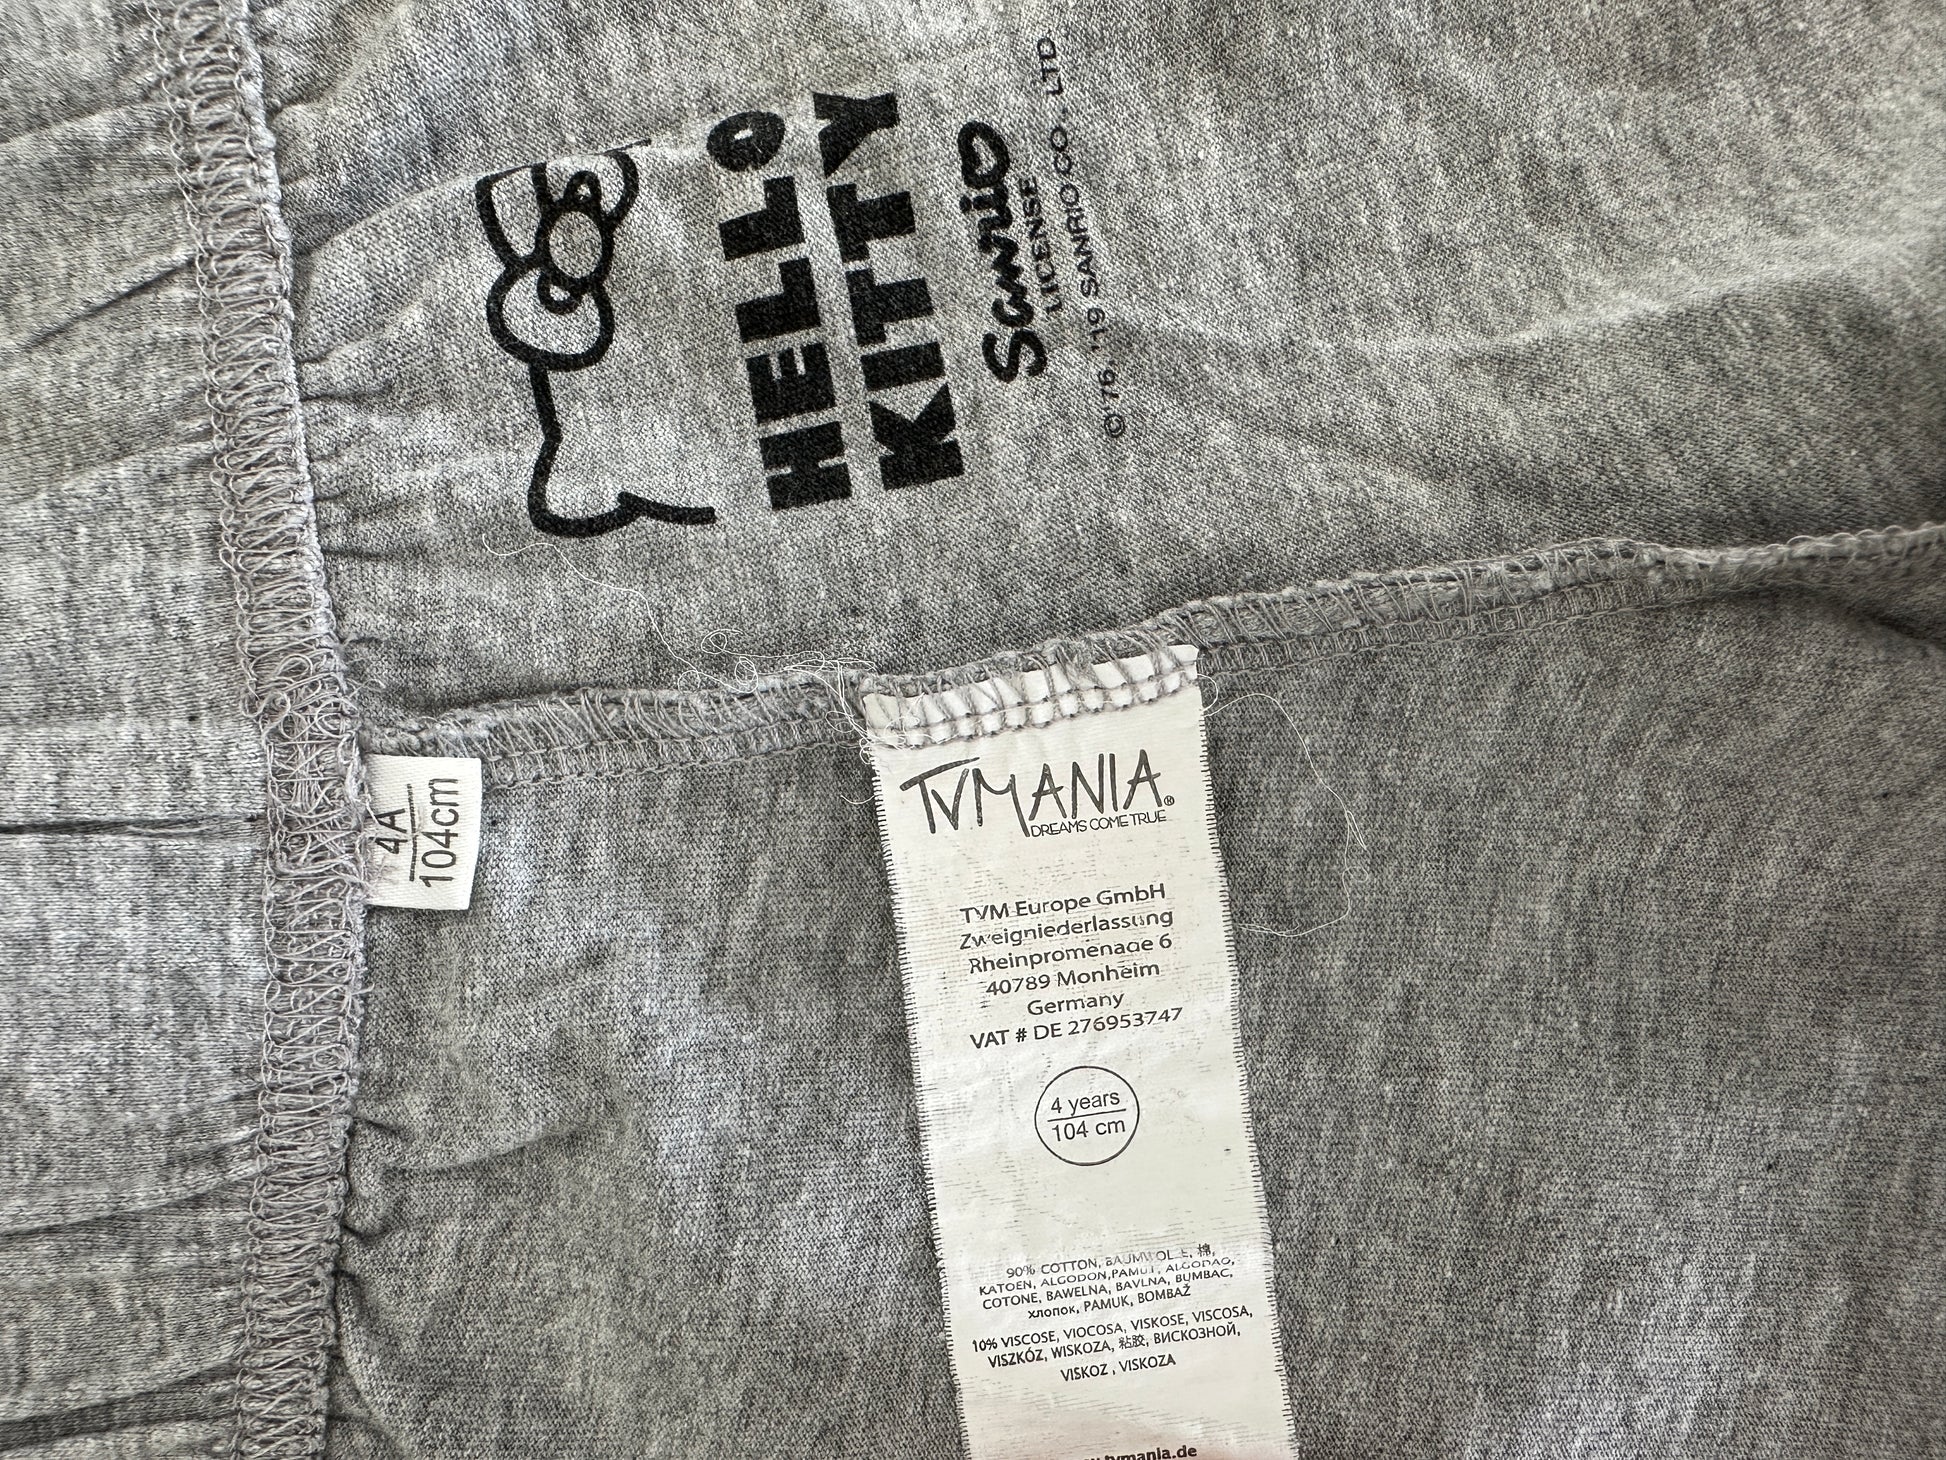 HELLO
KITTY
Sanrio
LICENSE
©'76, '19 SANRIO CO., LTD.
4A
104cm
TVMANIA®
DREAMS COME TRUE
TVM Europe GmbH
Zweigniederlassung
Rheinpromenade 6
40789 Monheim
Germany
VAT # DE 276953747
4 years
104 cm
90% COTTON, BAUMWOLLE, 棉,
KATOEN, ALGODON, PAMUT, ALGODAO,
COTONE, BAWELNA, BAVLNA, BUMBAC,
хлопок, PAMUK, BOMBAŽ
10% VISCOSE, VIOCOSA, VISKOSE, VISCOSA,
VISZKÓZ, WISKOZA, 粘胶, ВИСКОЗНОЙ,
VISKOZ , VISKOZA
tvmania.de